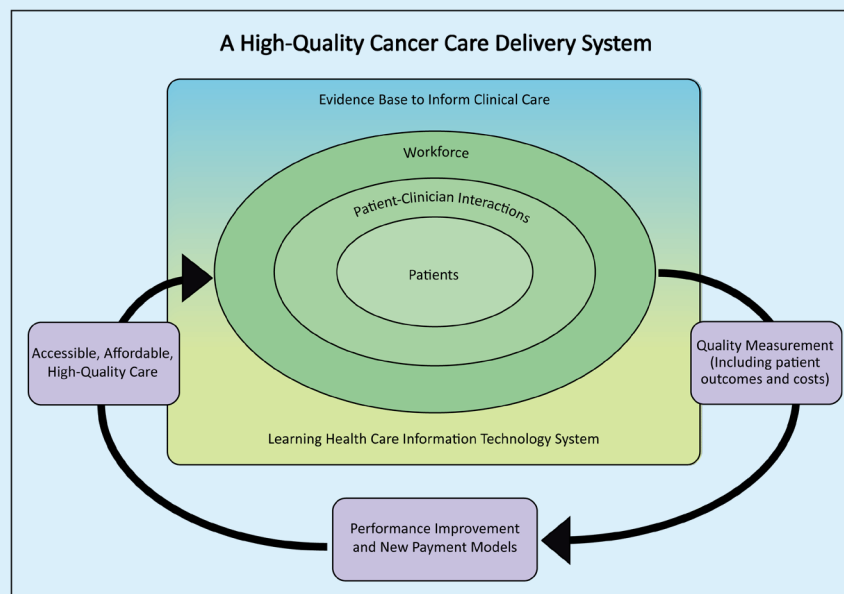 A High-Quality Cancer Care Delivery System
Evidence Base to Inform Clinical Care
Workforce
Patient-Clinician Interactions
Patients
Accessible, Affordable,
High-Quality Care
Quality Measurement
(Including patient
outcomes and costs)
Learning Health Care Information Technology System
Performance Improvement
and New Payment Models